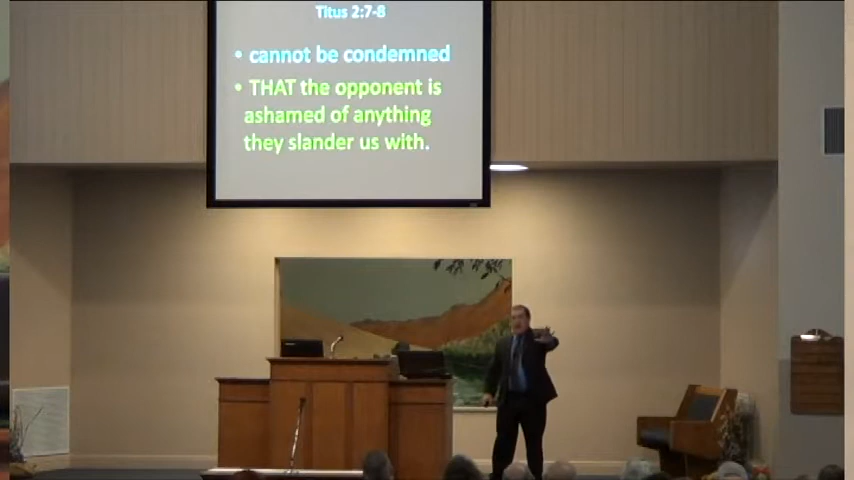 Titus 2:7-8
• cannot be condemned
• THAT the opponent is
ashamed of anything
they slander us with.